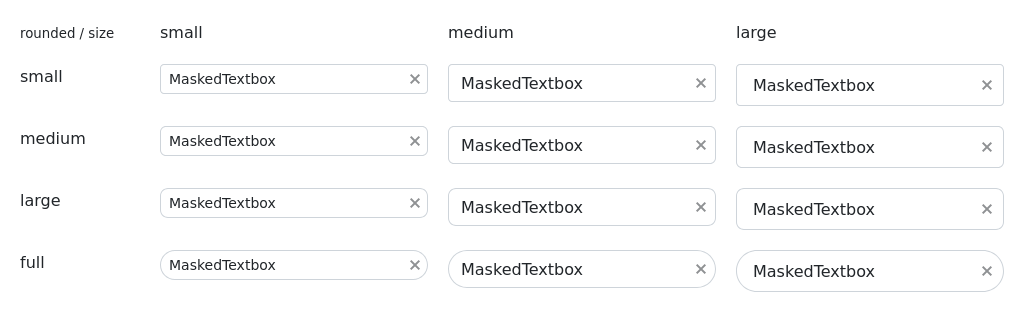 rounded / size small medium large
small MaskedTextbox MaskedTextbox MaskedTextbox
medium MaskedTextbox MaskedTextbox MaskedTextbox
large MaskedTextbox MaskedTextbox MaskedTextbox
full MaskedTextbox MaskedTextbox MaskedTextbox